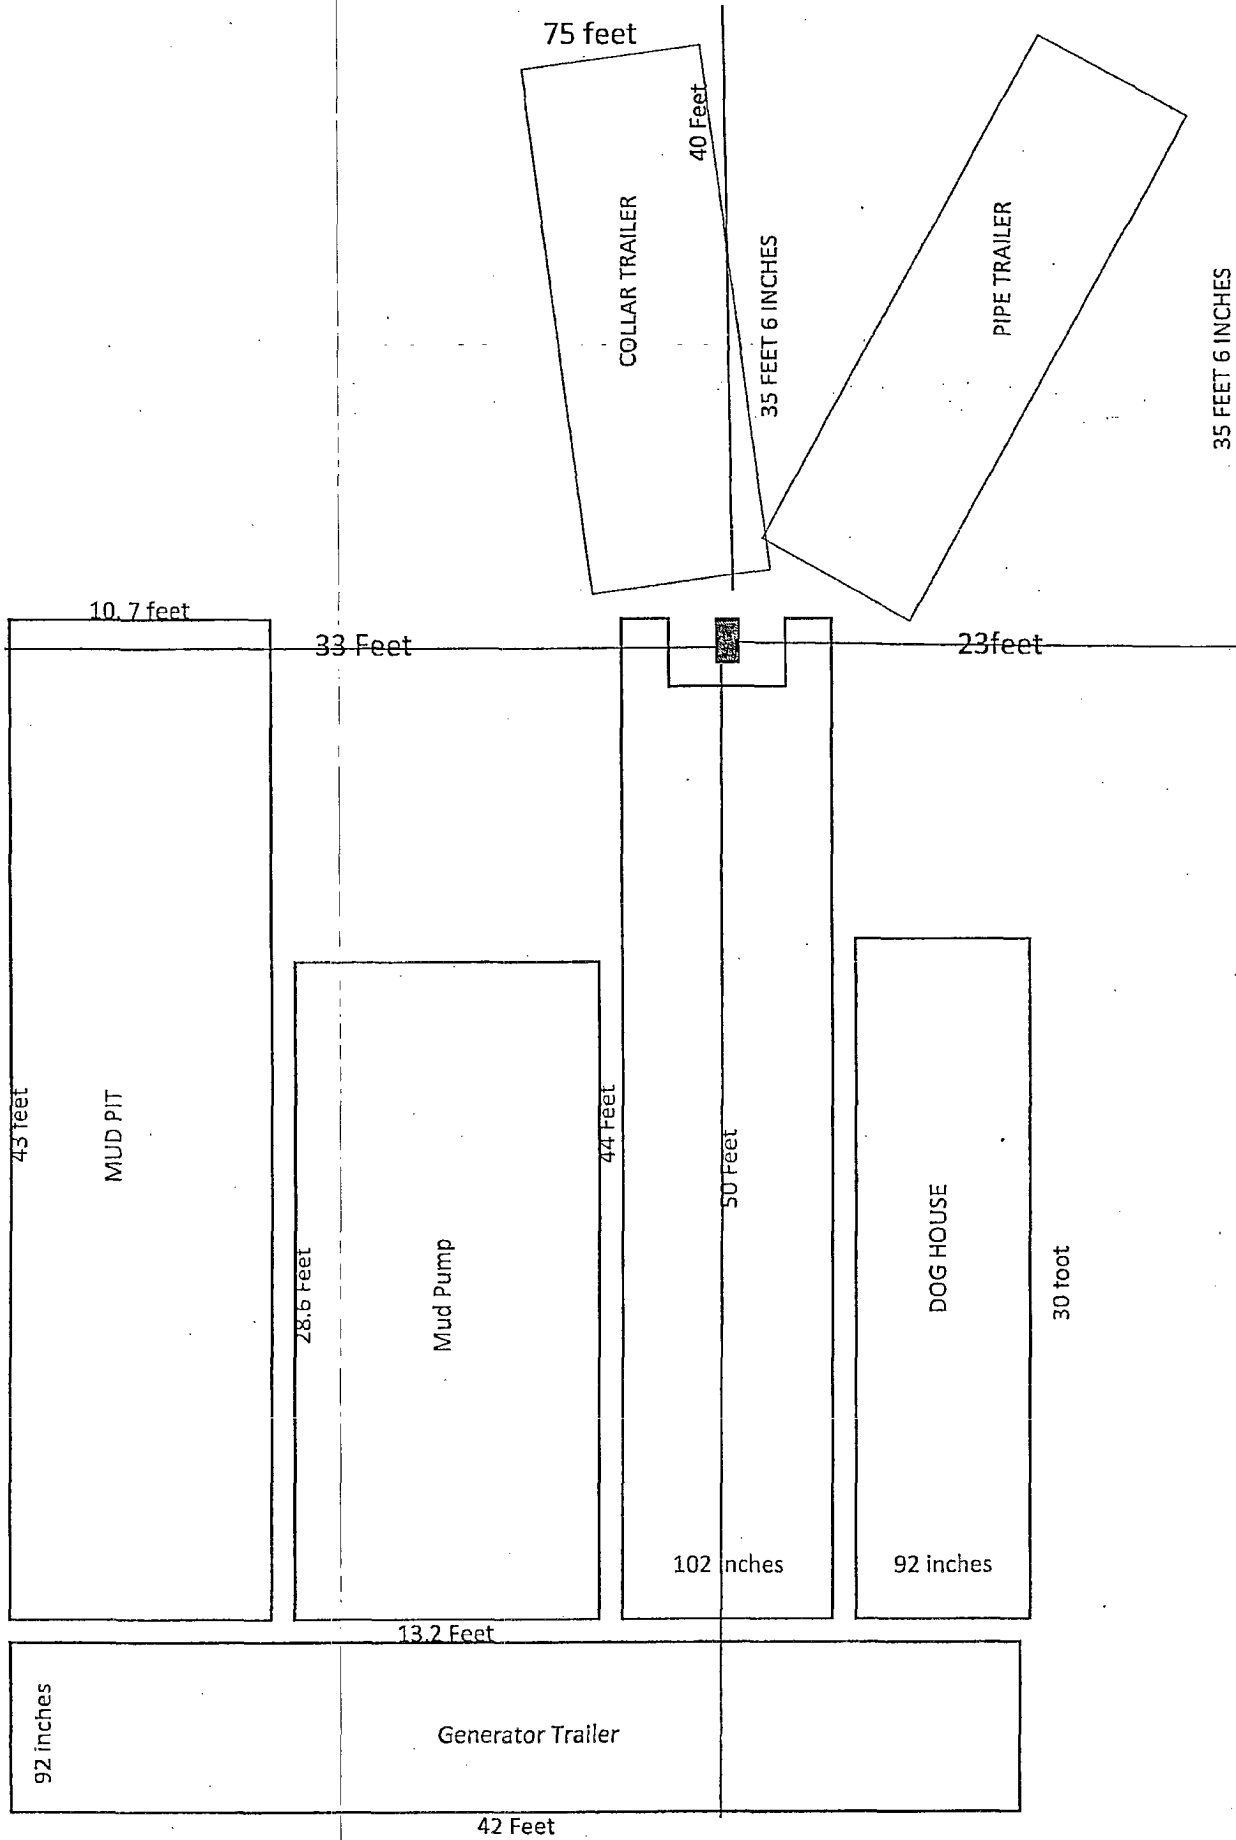 75 feet
40 Feet
COLLAR TRAILER
35 FEET 6 INCHES
PIPE TRAILER
35 FEET 6 INCHES
10. 7 feet
33 Feet
23feet
43 feet
MUD PIT
28.6 Feet
Mud Pump
44 Feet
50 Feet
DOG HOUSE
30 foot
102 inches
92 inches
13.2 Feet
92 inches
Generator Trailer
42 Feet